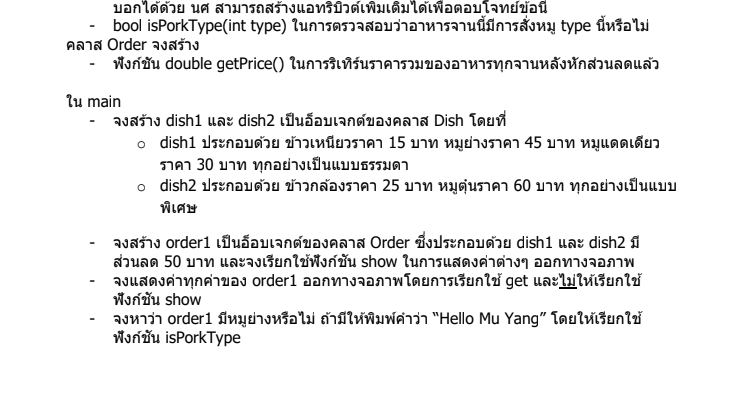 บอกได้ด้วย นศ สามารถสร้างแอทริบิวต์เพิ่มเติมได้เพื่อตอบโจทย์ข้อนี้
- bool isPorkType(int type) ในการตรวจสอบว่าอาหารจานนี้มีการสั่งหมู type นี้หรือไม่
คลาส Order จงสร้าง
- ฟังก์ชัน double getPrice() ในการริเทิร์นราคารวมของอาหารทุกจานหลังหักส่วนลดแล้ว
ใน main
- จงสร้าง dish1 และ dish2 เป็นอ็อบเจกต์ของคลาส Dish โดยที่
o dish1 ประกอบด้วย ข้าวเหนียวราคา 15 บาท หมูย่างราคา 45 บาท หมูแดดเดียว
ราคา 30 บาท ทุกอย่างเป็นแบบธรรมดา
o dish2 ประกอบด้วย ข้าวกล้องราคา 25 บาท หมูตุ๋นราคา 60 บาท ทุกอย่างเป็นแบบ
พิเศษ
- จงสร้าง order1 เป็นอ็อบเจกต์ของคลาส Order ซึ่งประกอบด้วย dish1 และ dish2 มี
ส่วนลด 50 บาท และจงเรียกใช้ฟังก์ชัน show ในการแสดงค่าต่างๆ ออกทางจอภาพ
- จงแสดงค่าทุกค่าของ order1 ออกทางจอภาพโดยการเรียกใช้ get และไม่ให้เรียกใช้
ฟังก์ชัน show
- จงหาว่า order1 มีหมูย่างหรือไม่ ถ้ามีให้พิมพ์คำว่า “Hello Mu Yang” โดยให้เรียกใช้
ฟังก์ชัน isPorkType